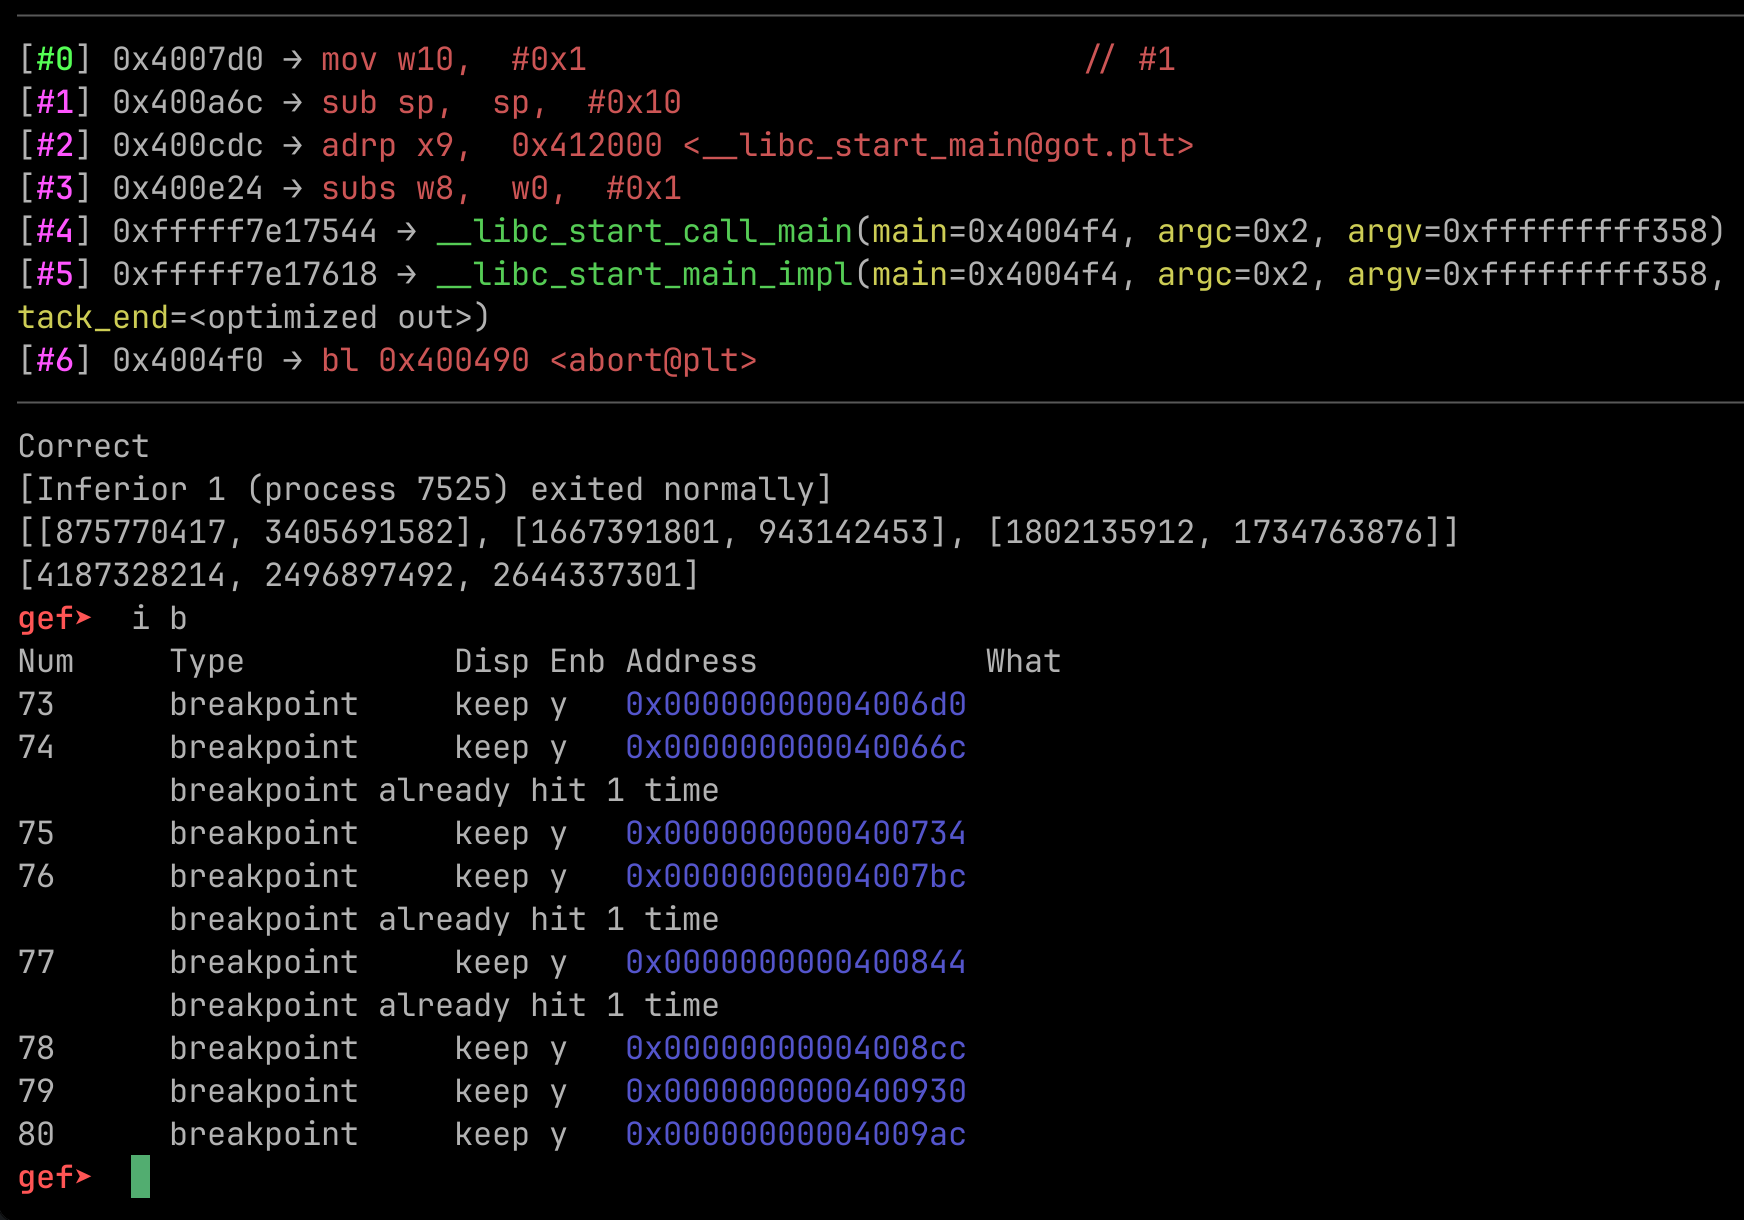 [#0] 0x4007d0 → mov w10,  #0x1                          // #1
[#1] 0x400a6c → sub sp,  sp,  #0x10
[#2] 0x400cdc → adrp x9,  0x412000 <__libc_start_main@got.plt>
[#3] 0x400e24 → subs w8,  w0,  #0x1
[#4] 0xfffff7e17544 → __libc_start_call_main(main=0x4004f4, argc=0x2, argv=0xfffffffff358)
[#5] 0xfffff7e17618 → __libc_start_main_impl(main=0x4004f4, argc=0x2, argv=0xfffffffff358,
tack_end=<optimized out>)
[#6] 0x4004f0 → bl 0x400490 <abort@plt>
Correct
[Inferior 1 (process 7525) exited normally]
[[875770417, 3405691582], [1667391801, 943142453], [1802135912, 1734763876]]
[4187328214, 2496897492, 2644337301]
gef➤  i b
Num     Type           Disp Enb Address            What
73      breakpoint     keep y   0x00000000004006d0
74      breakpoint     keep y   0x000000000040066c
        breakpoint already hit 1 time
75      breakpoint     keep y   0x0000000000400734
76      breakpoint     keep y   0x00000000004007bc
        breakpoint already hit 1 time
77      breakpoint     keep y   0x0000000000400844
        breakpoint already hit 1 time
78      breakpoint     keep y   0x00000000004008cc
79      breakpoint     keep y   0x0000000000400930
80      breakpoint     keep y   0x00000000004009ac
gef➤